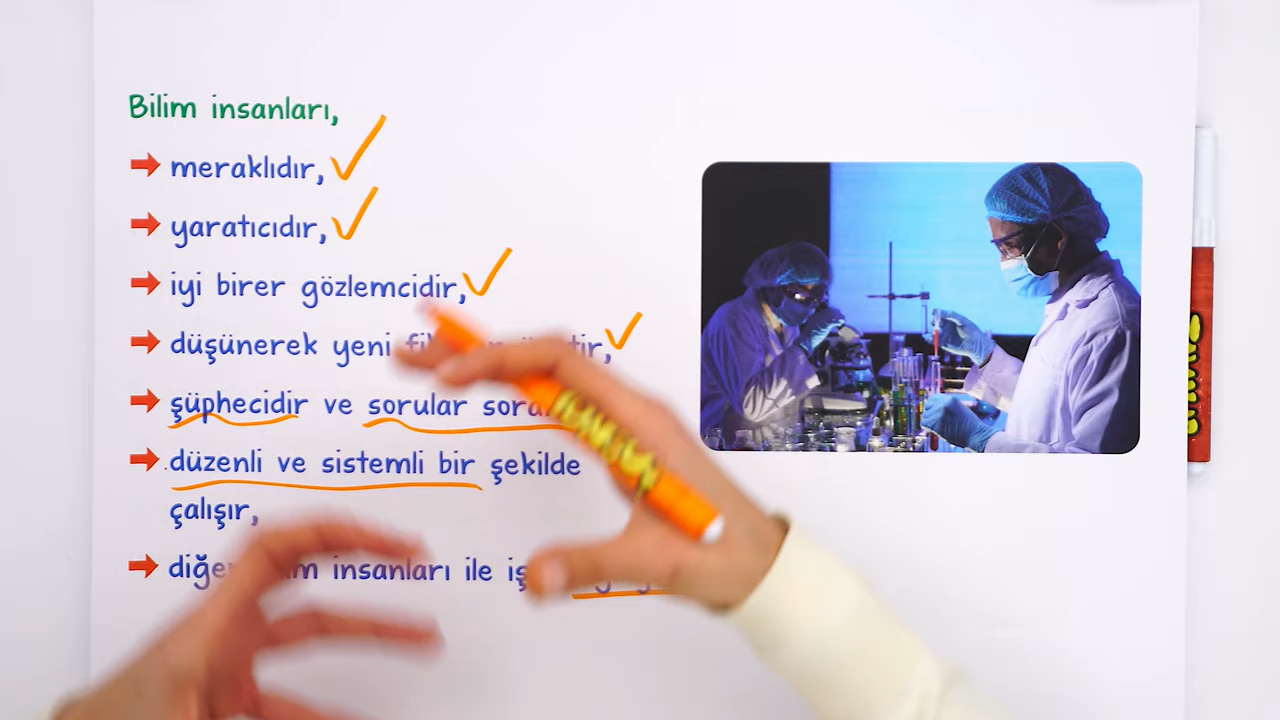 Bilim insanları,
meraklıdır,
yaratıcıdır,
iyi birer gözlemcidir,
düşünerek yeni
şüphecidir ve sorular
düzenli ve sistemli bir şekilde
çalışır,
insanları ile